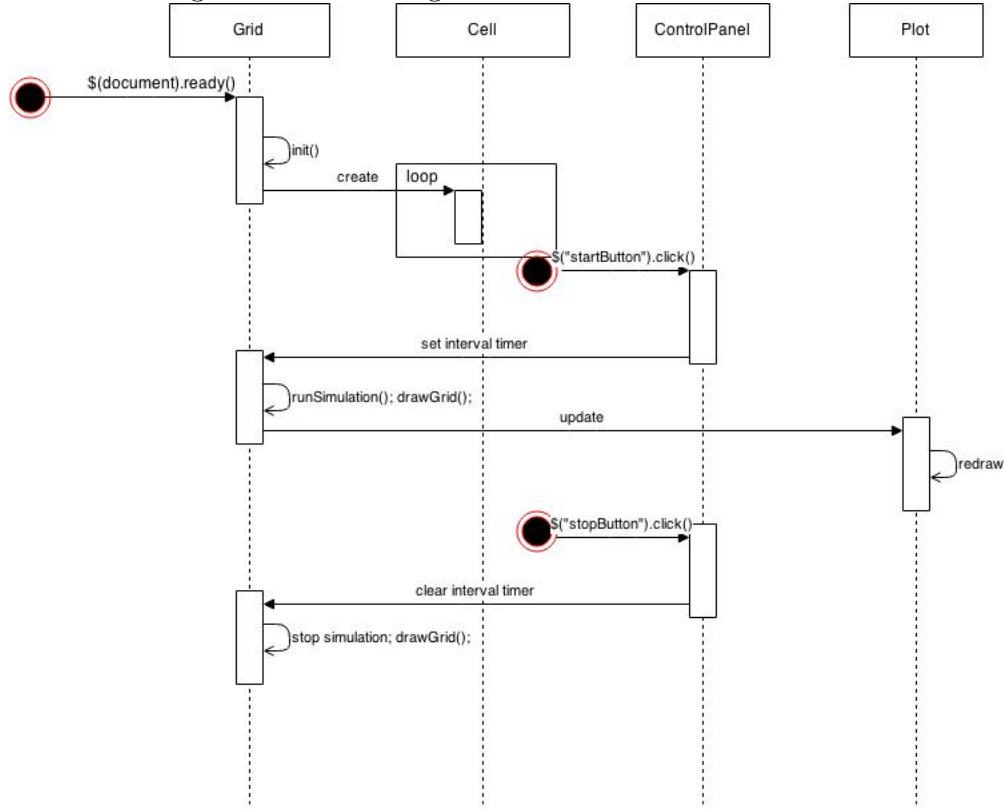 Grid
Cell
ControlPanel
Plot
$(document).ready()
init()
create
loop
$("startButton").click()
set interval timer
runSimulation(); drawGrid();
update
redraw
$("stopButton").click()
clear interval timer
stop simulation; drawGrid();